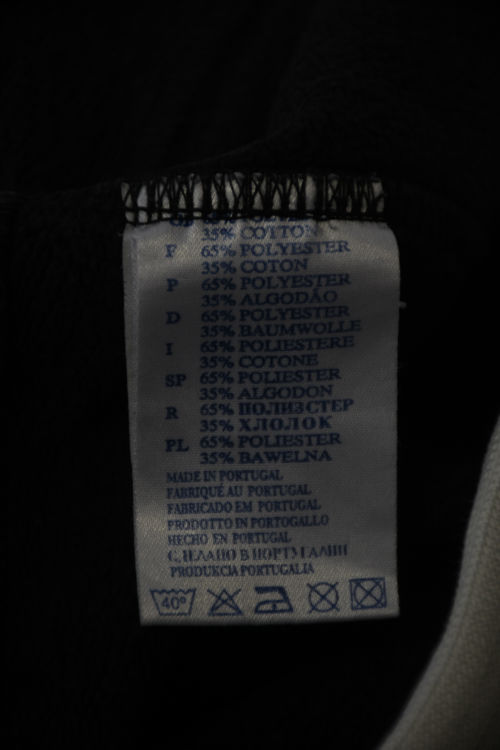 35% COTTON
F 65% POLYESTER
35% COTON
P 65% POLYESTER
35% ALGODÃO
D 65% POLYESTER
35% BAUMWOLLE
I 65% POLIESTERE
35% COTONE
SP 65% POLIESTER
35% ALGODON
R 65% ПОЛИЭСТЕР
35% ХЛОЛОК
PL 65% POLIESTER
35% BAWELNA
MADE IN PORTUGAL
FABRIQUÉ AU PORTUGAL
FABRICADO EM PORTUGAL
PRODOTTO IN PORTOGALLO
HECHO EN PORTUGAL
СДЕЛАНО В ПОРТУГАЛИИ
PRODUKCJA PORTUGALIA
40°